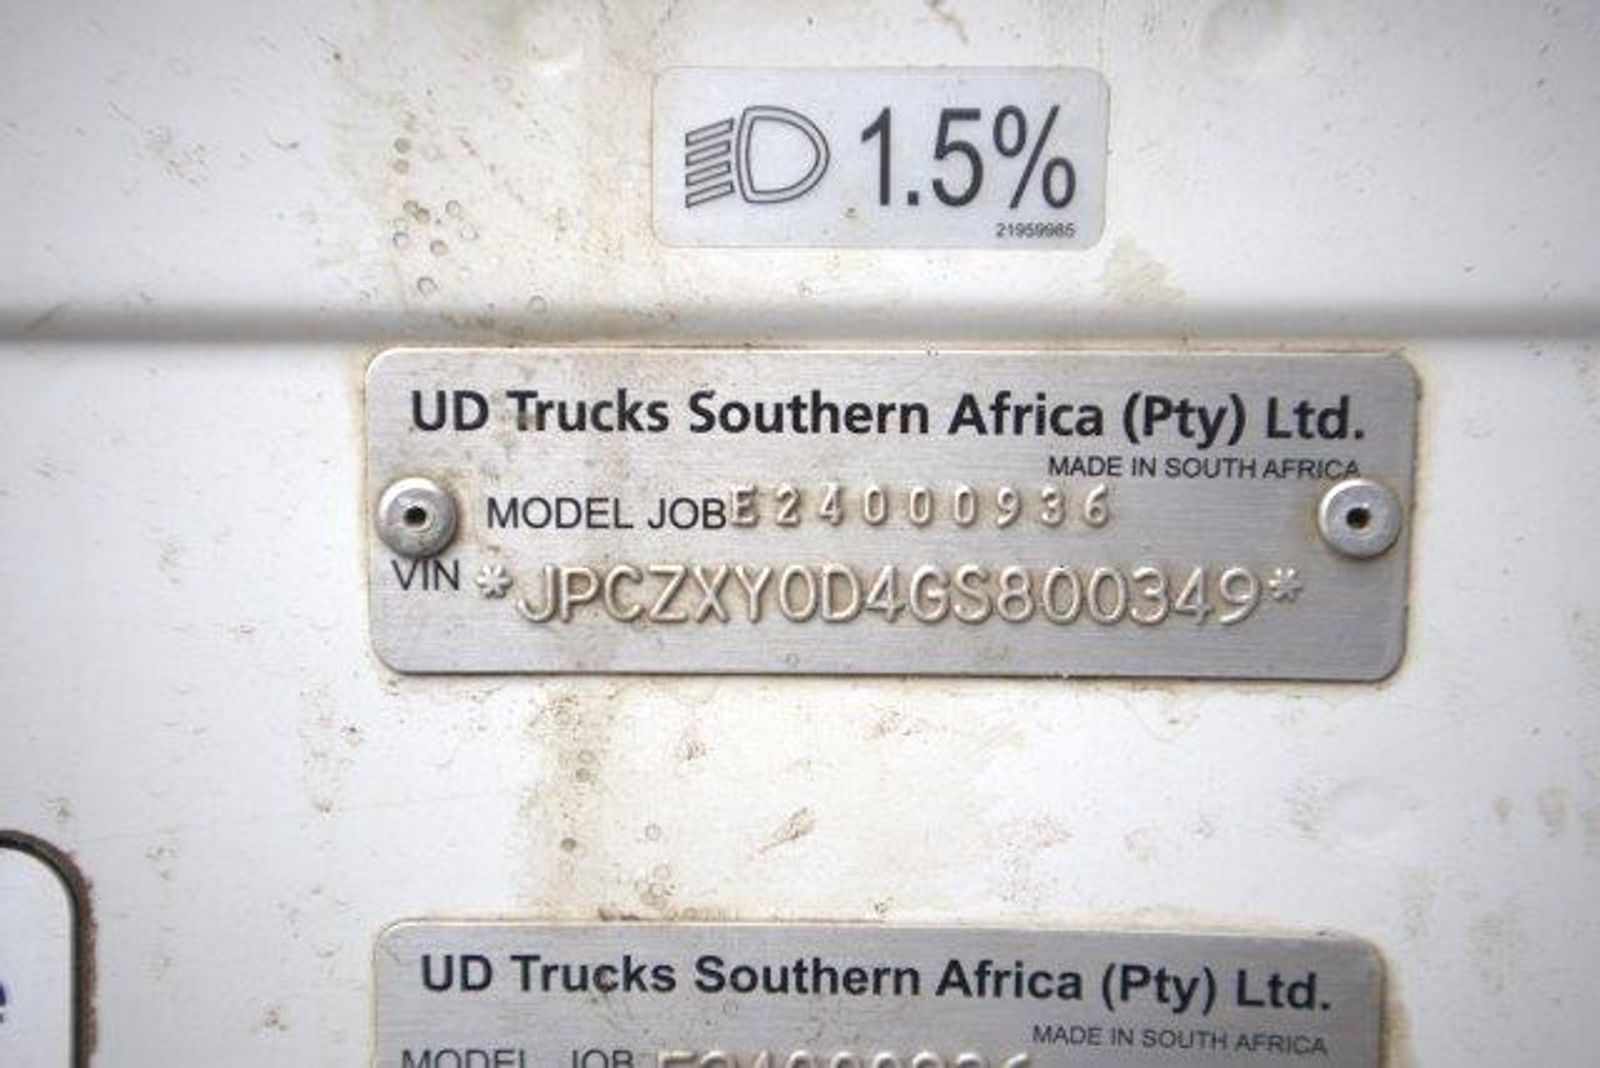 1.5%
21959985
UD Trucks Southern Africa (Pty) Ltd.
MADE IN SOUTH AFRICA
MODEL JOB E24000936
VIN *JPCZXY0D4GS800349*
UD Trucks Southern Africa (Pty) Ltd.
MADE IN SOUTH AFRICA
MODEL JOB E24000936
e